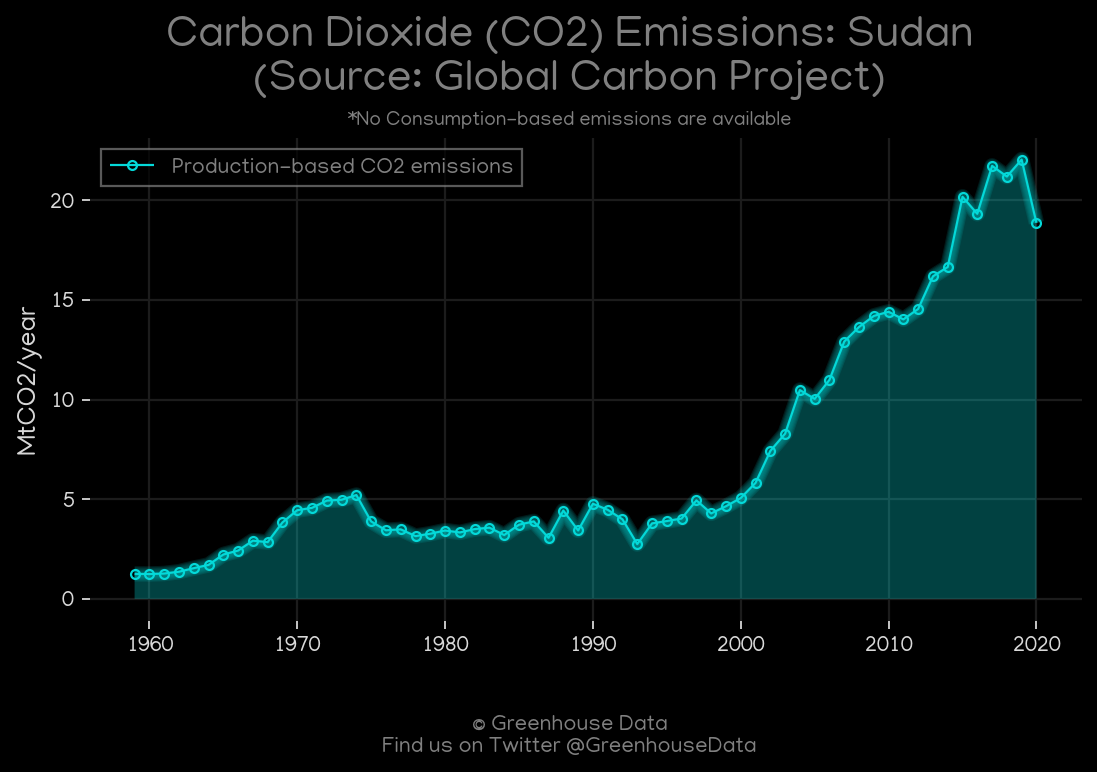 Carbon Dioxide (CO2) Emissions: Sudan
(Source: Global Carbon Project)
*No Consumption-based emissions are available
Production-based CO2 emissions
20
15
10
5
0
MtCO2/year
1960 1970 1980 1990 2000 2010 2020
© Greenhouse Data
Find us on Twitter @GreenhouseData